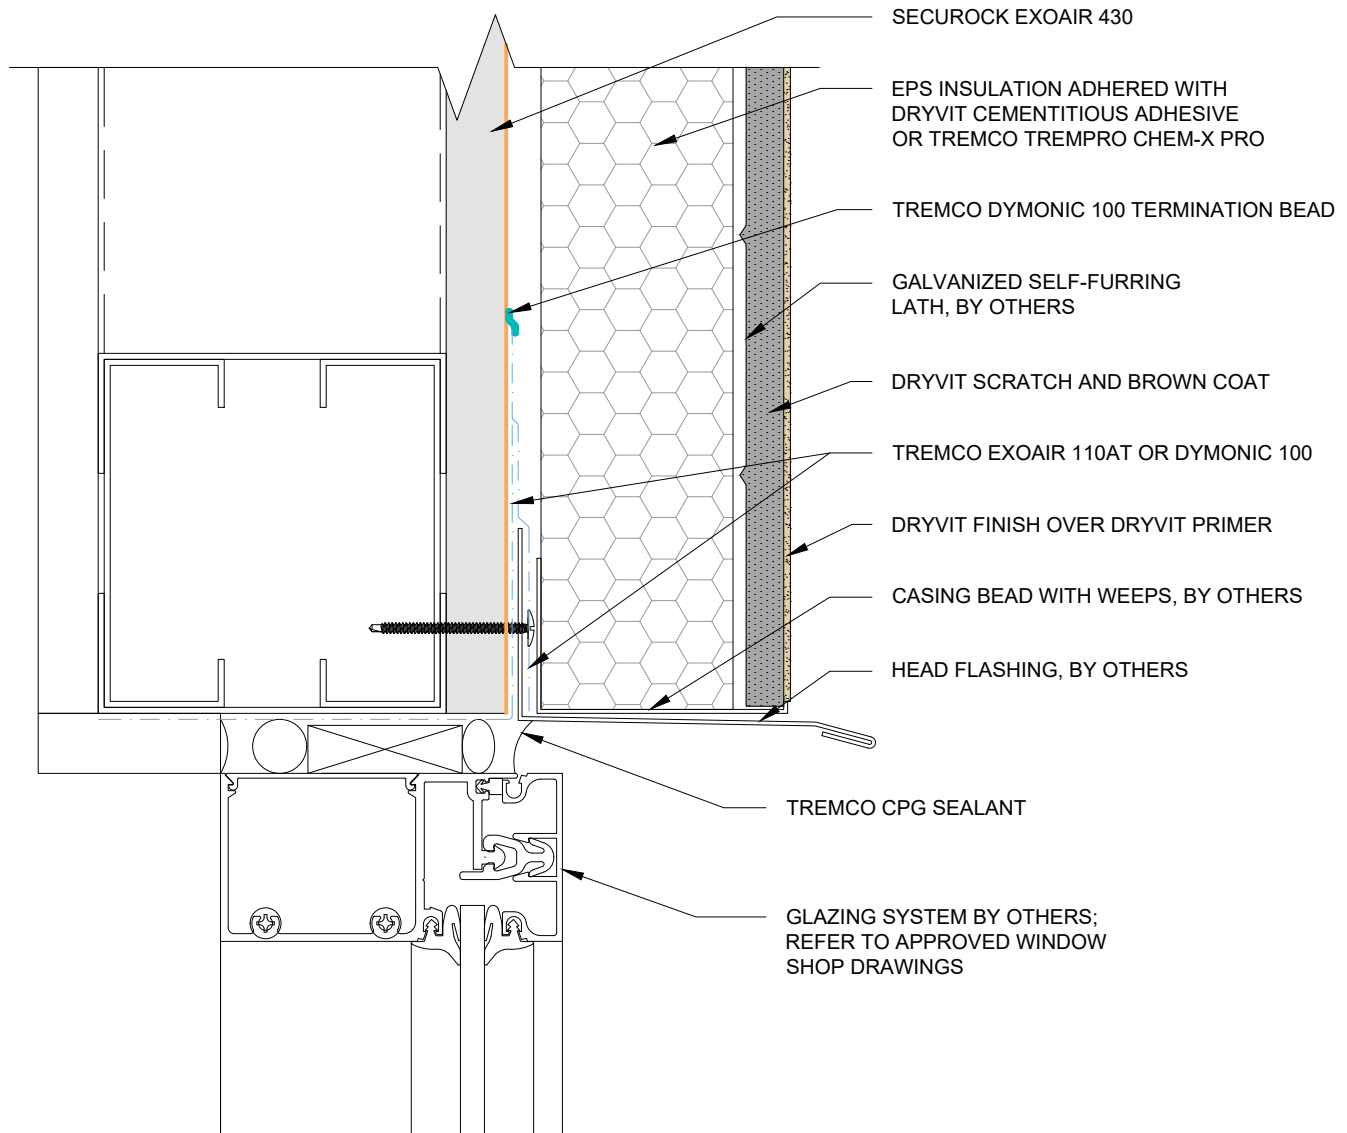 SECUROCK EXOAIR 430
EPS INSULATION ADHERED WITH
DRYVIT CEMENTITIOUS ADHESIVE
OR TREMCO TREMPRO CHEM-X PRO
TREMCO DYMONIC 100 TERMINATION BEAD
GALVANIZED SELF-FURRING
LATH, BY OTHERS
DRYVIT SCRATCH AND BROWN COAT
TREMCO EXOAIR 110AT OR DYMONIC 100
DRYVIT FINISH OVER DRYVIT PRIMER
CASING BEAD WITH WEEPS, BY OTHERS
HEAD FLASHING, BY OTHERS
TREMCO CPG SEALANT
GLAZING SYSTEM BY OTHERS;
REFER TO APPROVED WINDOW
SHOP DRAWINGS